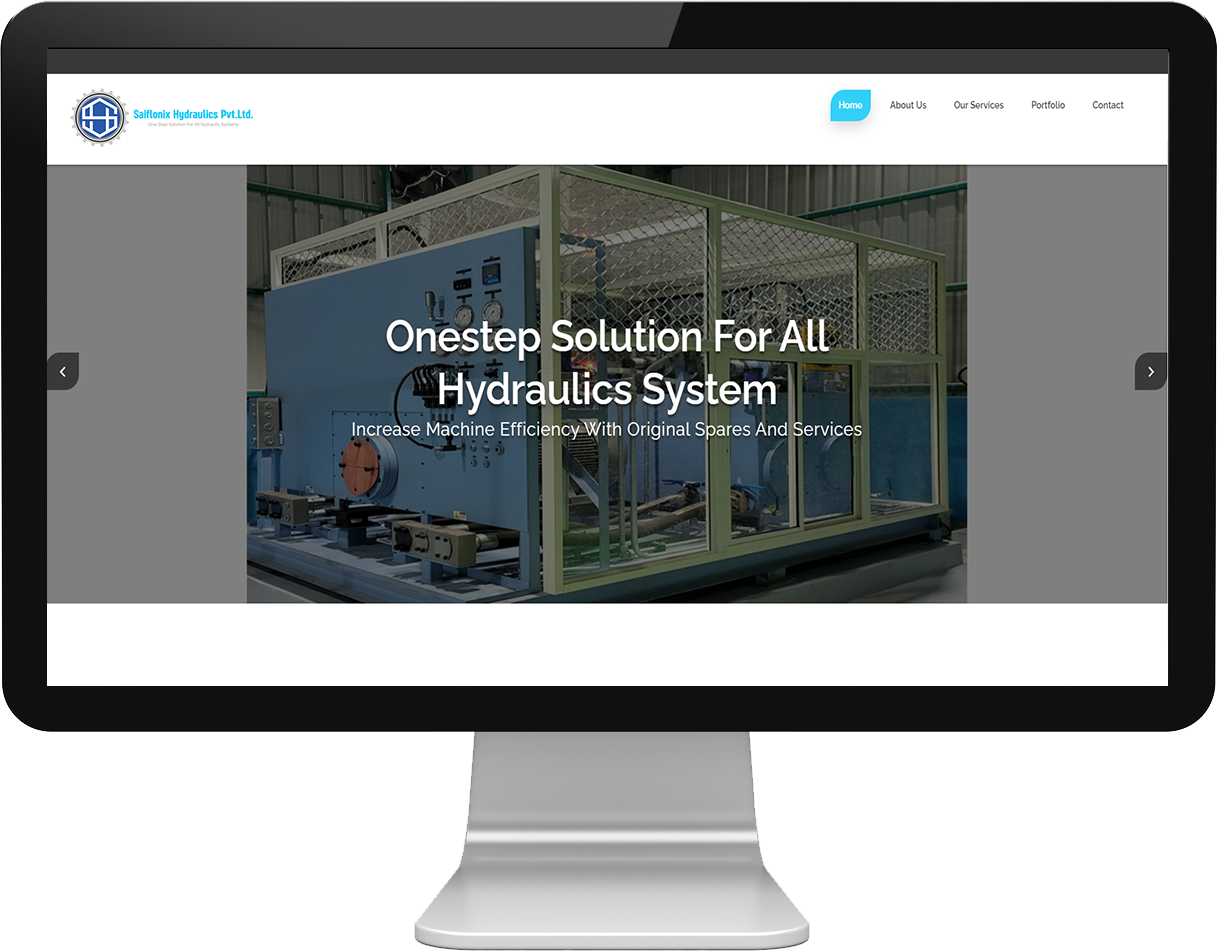 Saiflonix Hydraulics Pvt.Ltd.
One Step Solution For All Hydraulic Systems
Home
About Us
Our Services
Portfolio
Contact
Onestep Solution For All
Hydraulics System
Increase Machine Efficiency With Original Spares And Services